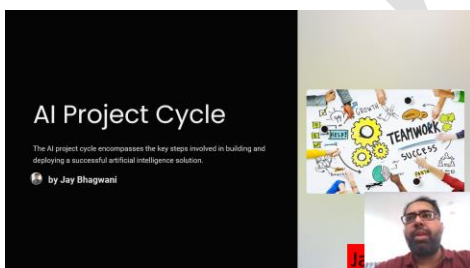 AI Project Cycle
The AI project cycle encompasses the key steps involved in building and
deploying a successful artificial intelligence solution.
by Jay Bhagwani
GROWTH
TEAMWORK
SUCCESS